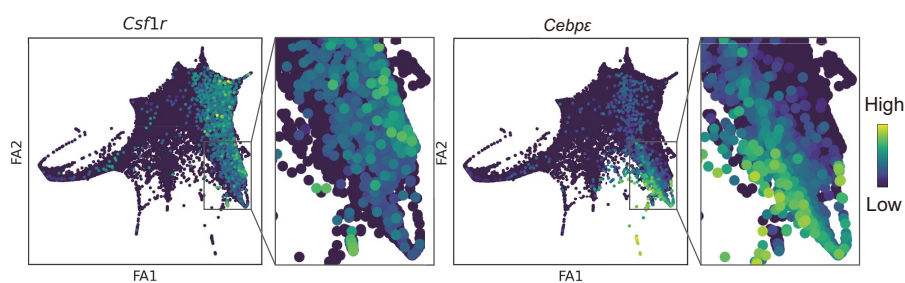 Csf1r
Cebpε
FA2
FA1
FA2
FA1
High
Low